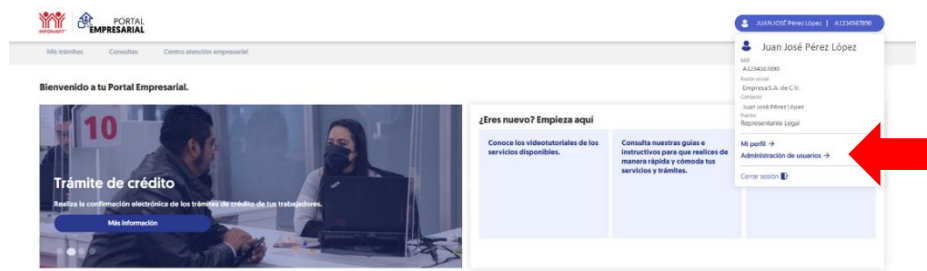 INFONAVIT
PORTAL
EMPRESARIAL
JUAN JOSÉ Pérez López | A1234567890
Mis trámites Consultas Centro atención empresarial
Juan José Pérez López
NRP
A1234567890
Razón social
Empresa S.A. de C.V.
Contacto
Juan José Pérez López
Puesto
Representante Legal
Mi perfil →
Administración de usuarios →
Cerrar sesión
Bienvenido a tu Portal Empresarial.
10
Trámite de crédito
Realiza la confirmación electrónica de los trámites de crédito de tus trabajadores.
Más información
¿Eres nuevo? Empieza aquí
Conoce los videotutoriales de los
servicios disponibles.
Consulta nuestras guías e
instructivos para que realices de
manera rápida y cómoda tus
servicios y trámites.